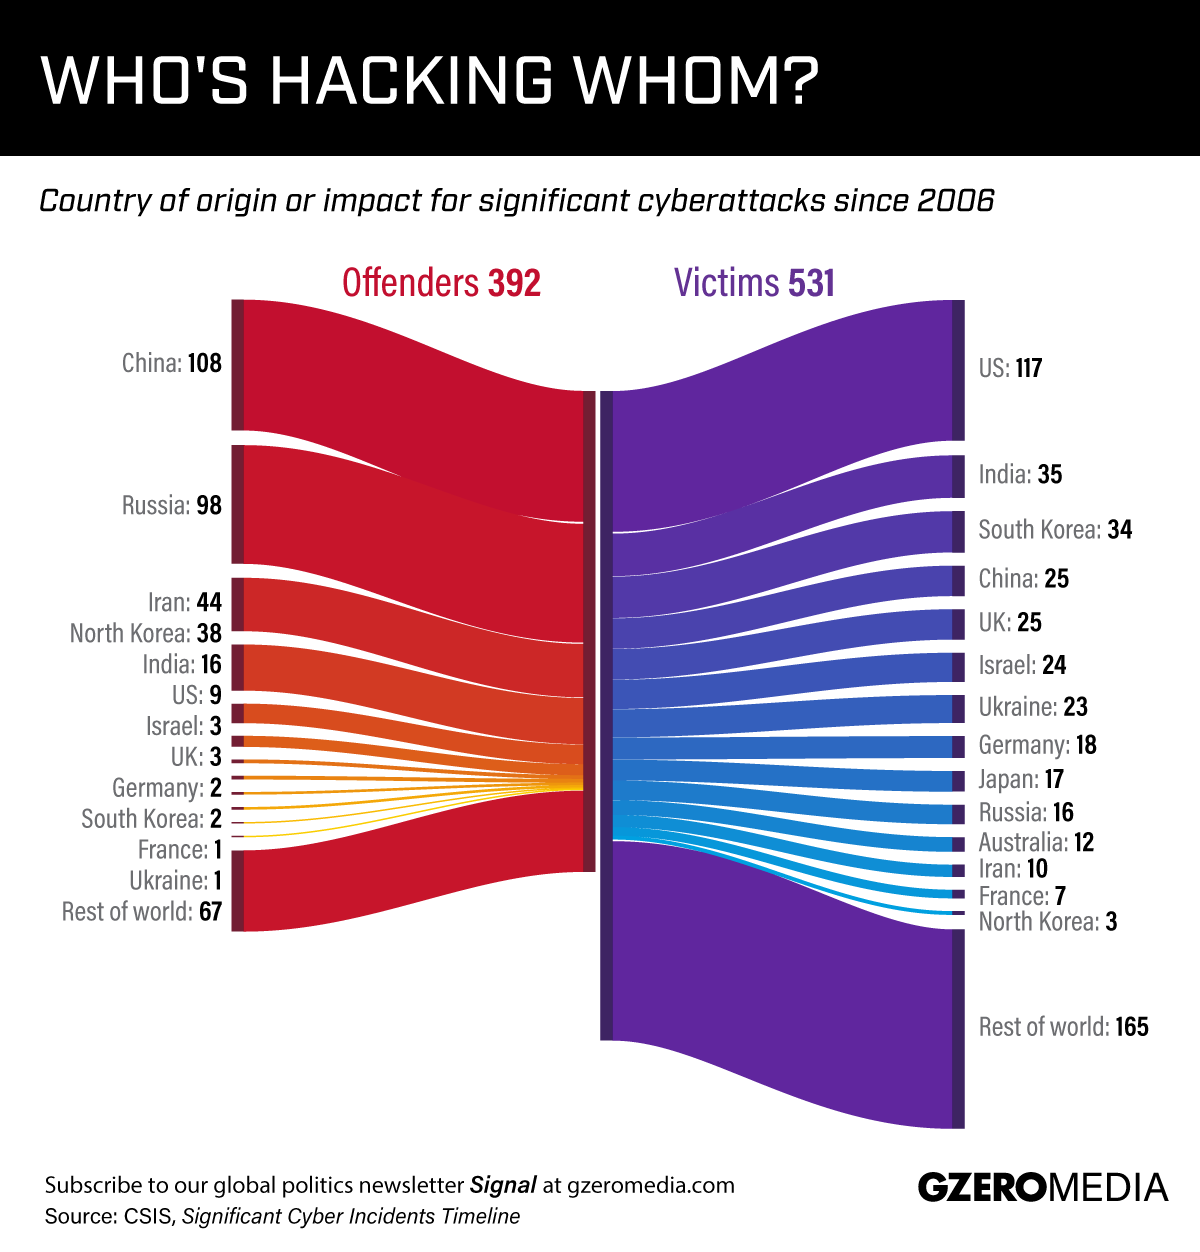 WHO'S HACKING WHOM?
Country of origin or impact for significant cyberattacks since 2006
Offenders 392
China: 108
Russia: 98
Iran: 44
North Korea: 38
India: 16
US: 9
Israel: 3
UK: 3
Germany: 2
South Korea: 2
France: 1
Ukraine: 1
Rest of world: 67
Victims 531
US: 117
India: 35
South Korea: 34
China: 25
UK: 25
Israel: 24
Ukraine: 23
Germany: 18
Japan: 17
Russia: 16
Australia: 12
Iran: 10
France: 7
North Korea: 3
Rest of world: 165
Subscribe to our global politics newsletter Signal at gzeromedia.com
Source: CSIS, Significant Cyber Incidents Timeline
GZEROMEDIA